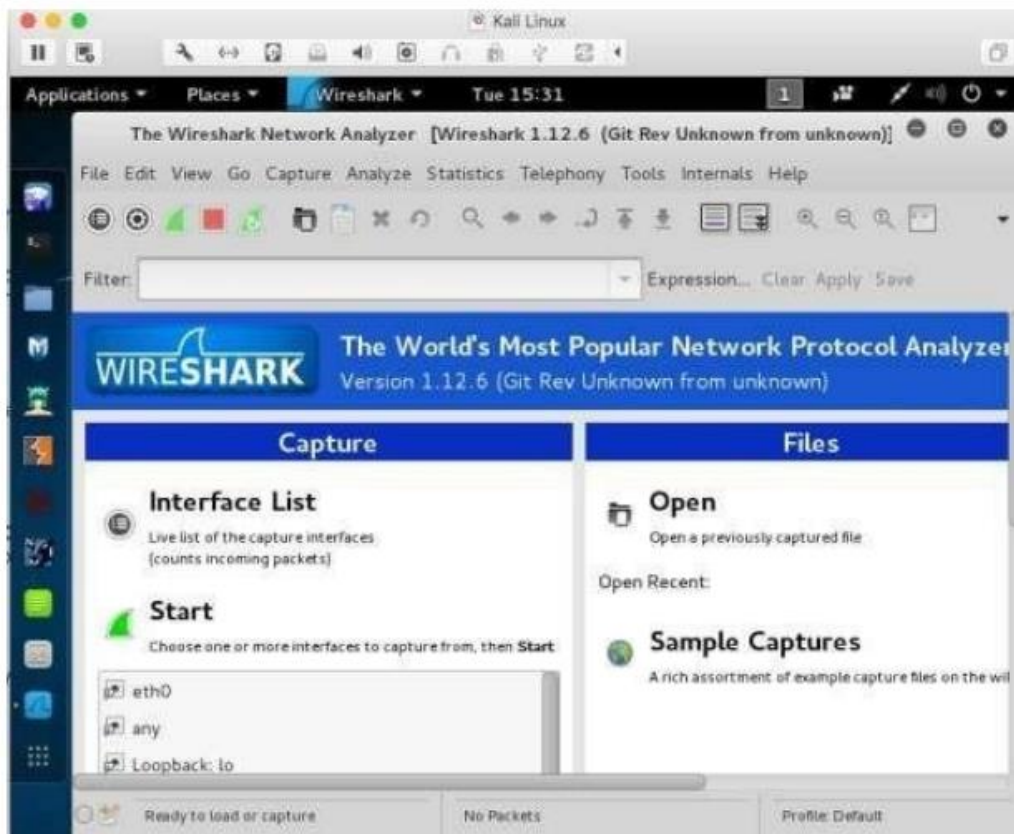 Kali Linux
Applications Places Wireshark Tue 15:31 1
The Wireshark Network Analyzer [Wireshark 1.12.6 (Git Rev Unknown from unknown)]
File Edit View Go Capture Analyze Statistics Telephony Tools Internals Help
Filter: Expression... Clear Apply Save
WIRESHARK
The World's Most Popular Network Protocol Analyzer
Version 1.12.6 (Git Rev Unknown from unknown)
Capture
Interface List
Live list of the capture interfaces
(counts incoming packets)
Start
Choose one or more interfaces to capture from, then Start
eth0
any
Loopback: lo
Files
Open
Open a previously captured file
Open Recent:
Sample Captures
A rich assortment of example capture files on the wi
Ready to load or capture No Packets Profile: Default